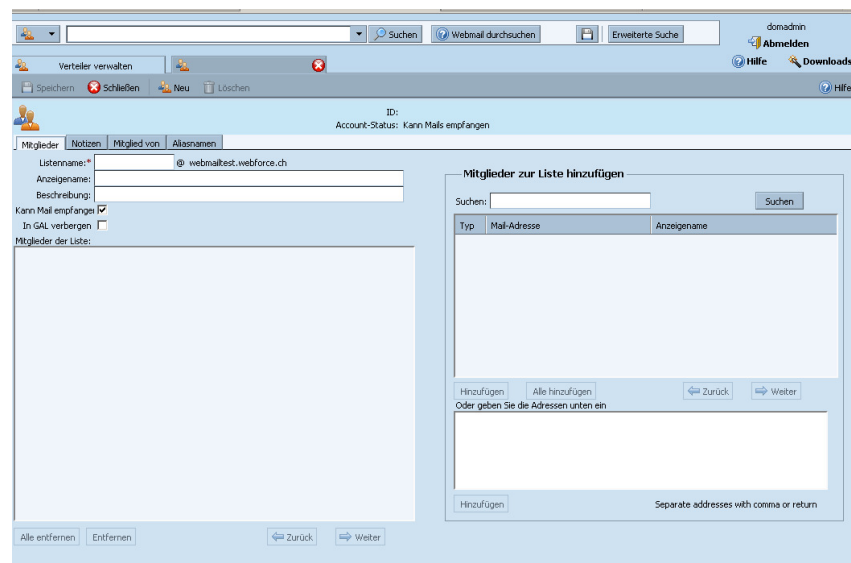 domadmin
Suchen
Webmail durchsuchen
Erweiterte Suche
Abmelden
Verteiler verwalten
Hilfe
Downloads
Speichern
Schließen
Neu
Löschen
Hilfe
ID:
Account-Status: Kann Mails empfangen
Mitglieder
Notizen
Mitglied von
Aliasnamen
Listenname:*
@ webmailtest.webforce.ch
Anzeigename:
Beschreibung:
Kann Mail empfangen
In GAL verbergen
Mitglieder der Liste:
Alle entfernen
Entfernen
Zurück
Weiter
Mitglieder zur Liste hinzufügen
Suchen:
Suchen
Typ
Mail-Adresse
Anzeigename
Hinzufügen
Alle hinzufügen
Zurück
Weiter
Oder geben Sie die Adressen unten ein
Hinzufügen
Separate addresses with comma or return